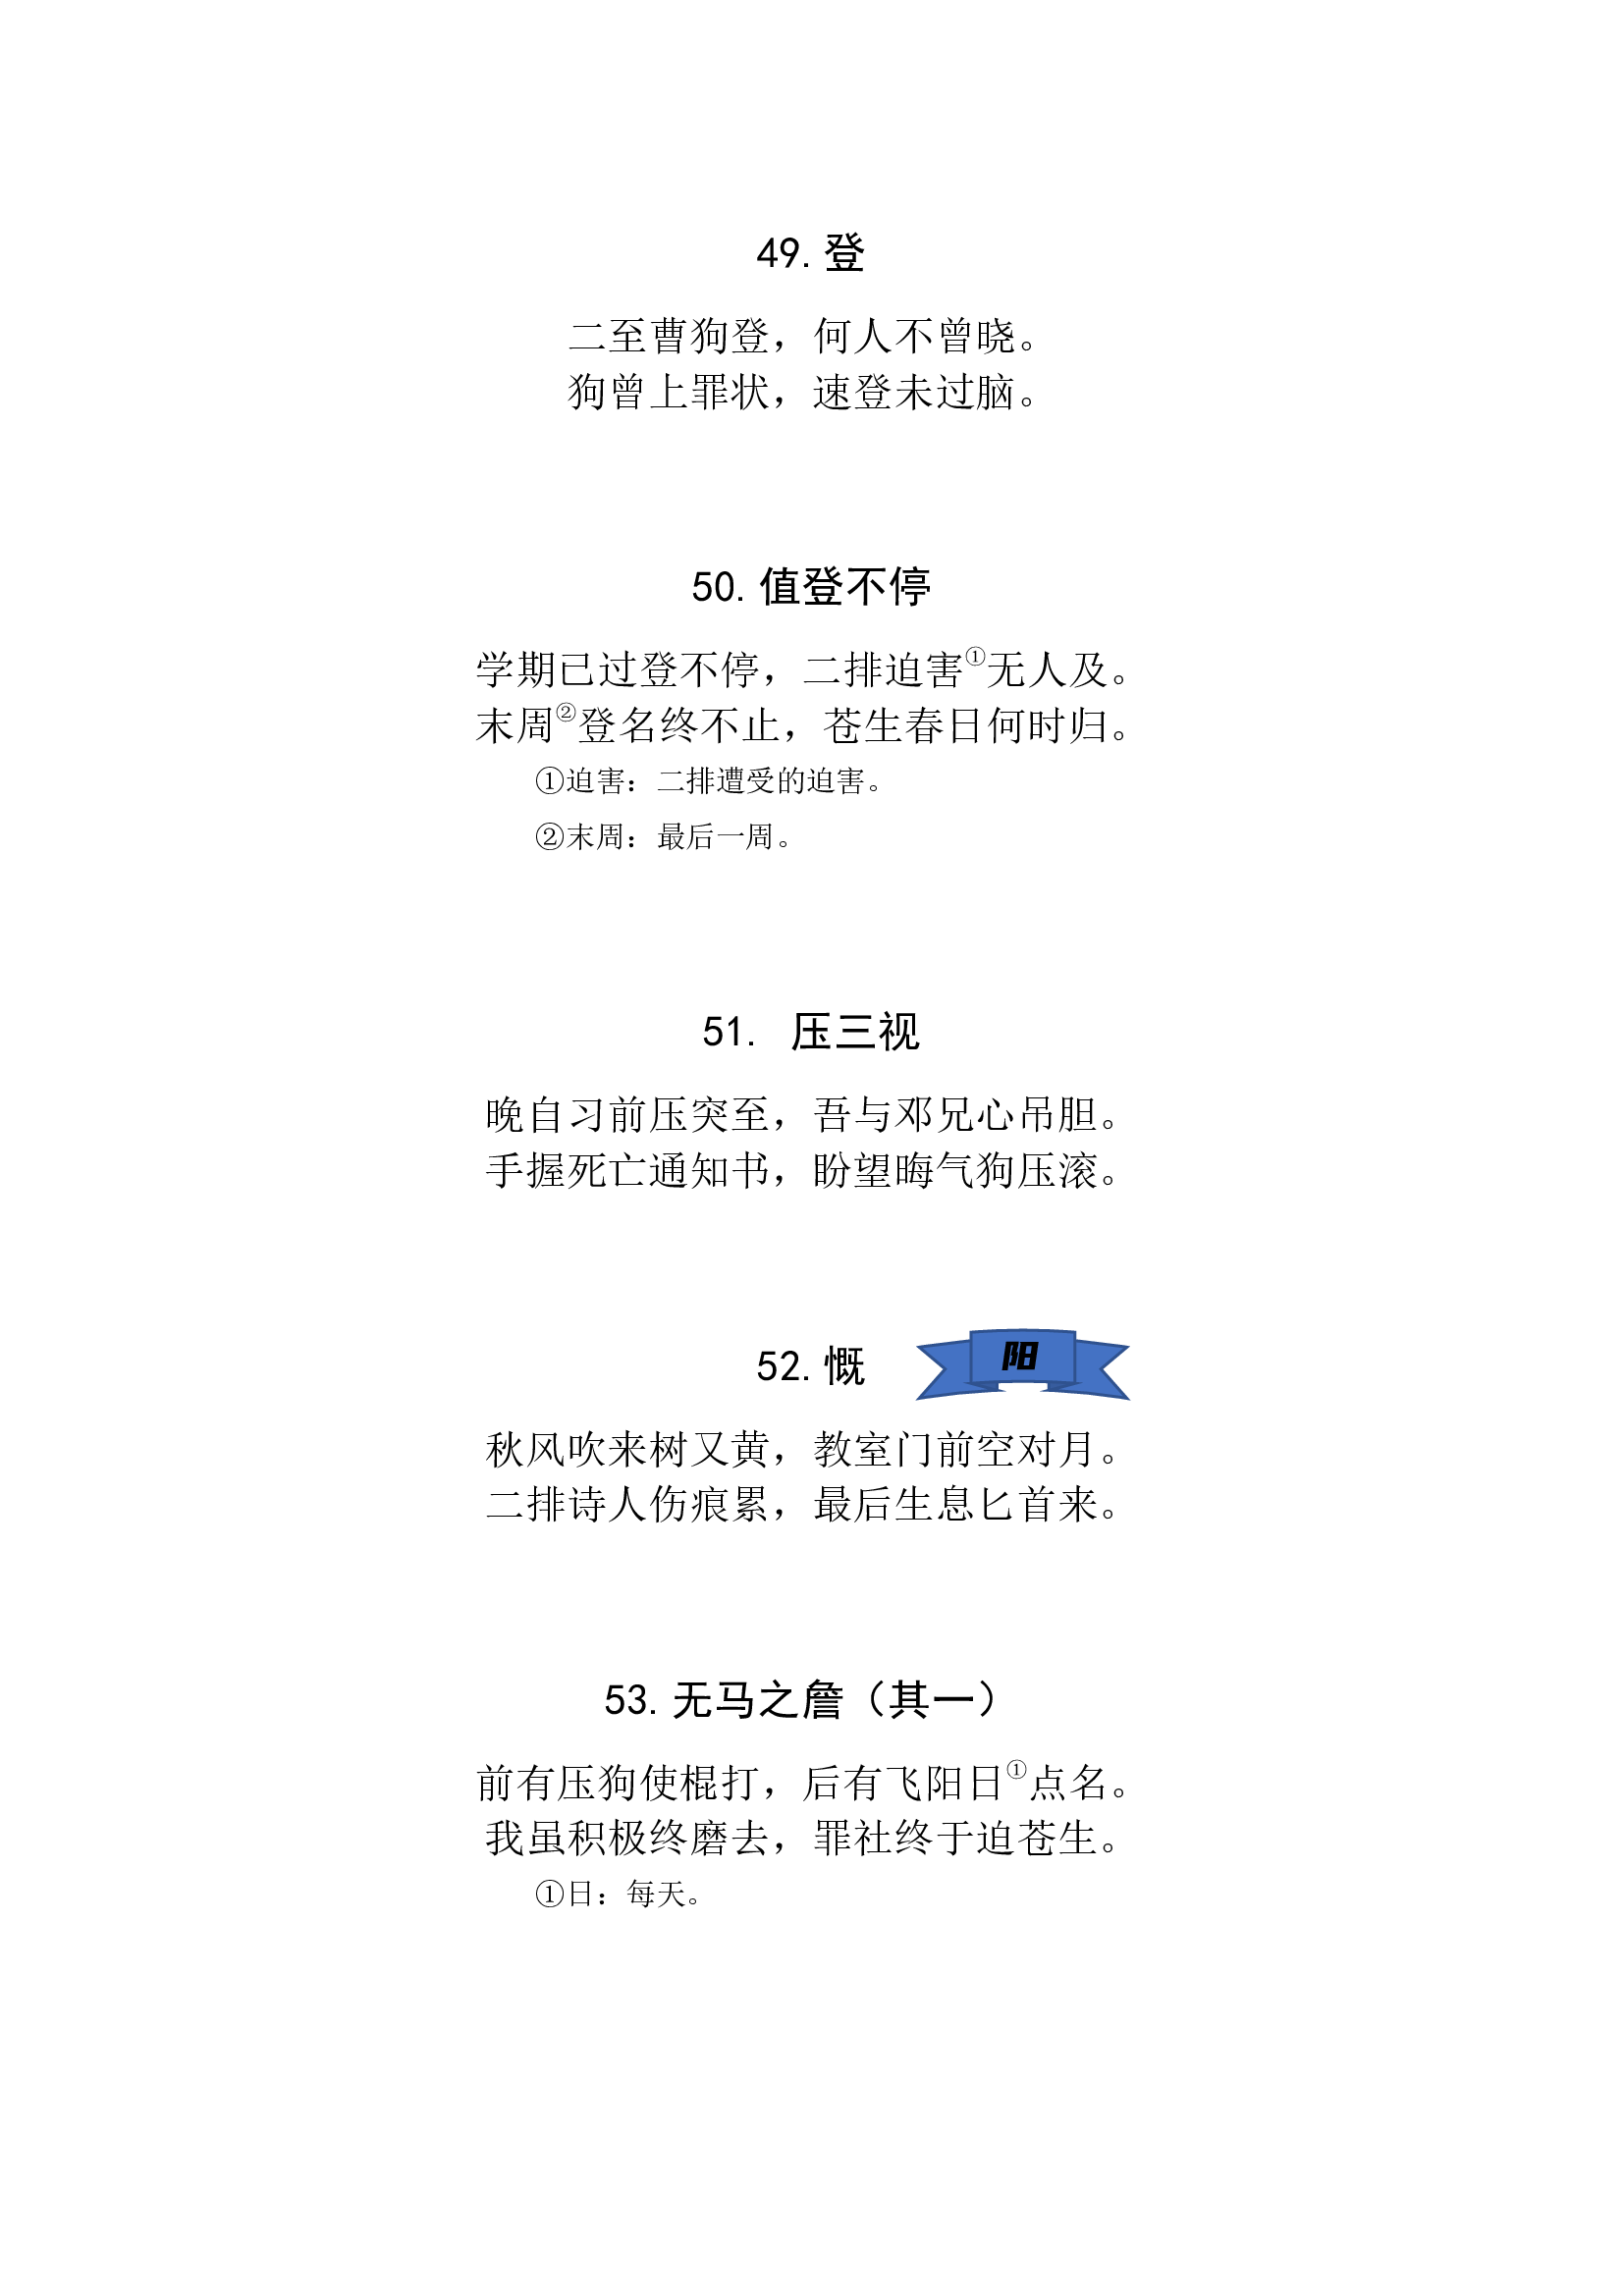 49.登
二至曹狗登，何人不曾晓。
狗曾上罪状，速登未过脑。
50.值登不停
学期已过登不停，二排迫害①无人及。
末周②登名终不止，苍生春日何时归。
①迫害：二排遭受的迫害。
②末周：最后一周。
51. 压三视
晚自习前压突至，吾与邓兄心吊胆。
手握死亡通知书，盼望晦气狗压滚。
52.慨
阳
秋风吹来树又黄，教室门前空对月。
二排诗人伤痕累，最后生息匕首来。
53.无马之詹（其一）
前有压狗使棍打，后有飞阳日①点名。
我虽积极终磨去，罪社终于迫苍生。
①日：每天。